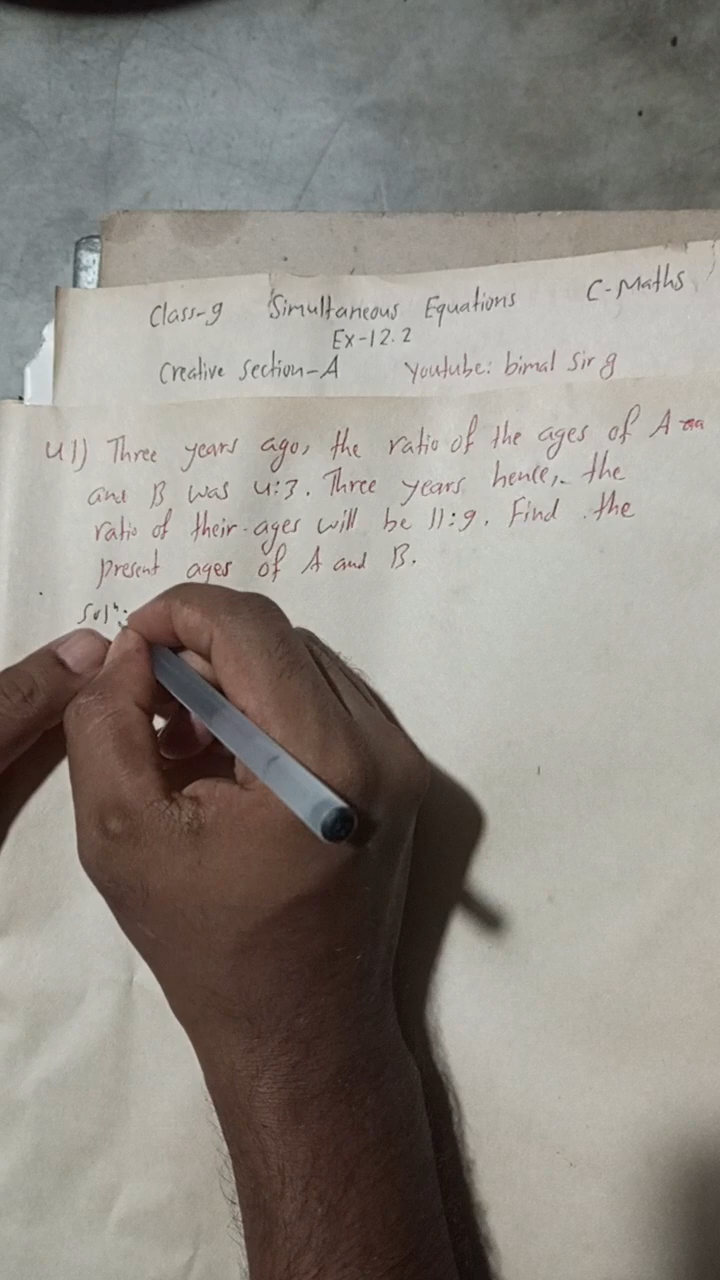 Class-9 Simultaneous Equations C-Maths
Ex-12.2
Creative section-A Youtube: bimal Sir 9
41) Three years ago, the ratio of the ages of A
and B was 4:3. Three years hence, the
ratio of their ages will be 11:9. Find the
present ages of A and B.
Solⁿ: